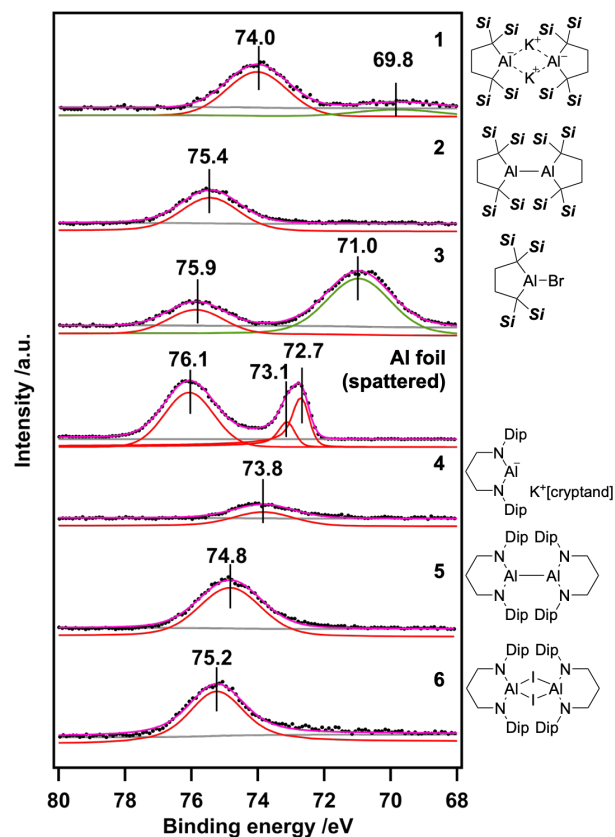 1
74.0
69.8
2
75.4
3
75.9
71.0
Al foil
(spattered)
76.1
73.1
72.7
4
73.8
5
74.8
6
75.2
Intensity /a.u.
80 78 76 74 72 70 68
Binding energy /eV
Si Si Si Si
K+
Al– Al–
K+
Si Si Si Si
Si Si Si Si
Al Al
Si Si Si Si
Si Si
Al Br
Si Si
Dip
N
Al–
N
Dip
K+[cryptand]
Dip Dip
N N
Al Al
N N
Dip Dip
Dip Dip
N N
Al I Al
I
N N
Dip Dip